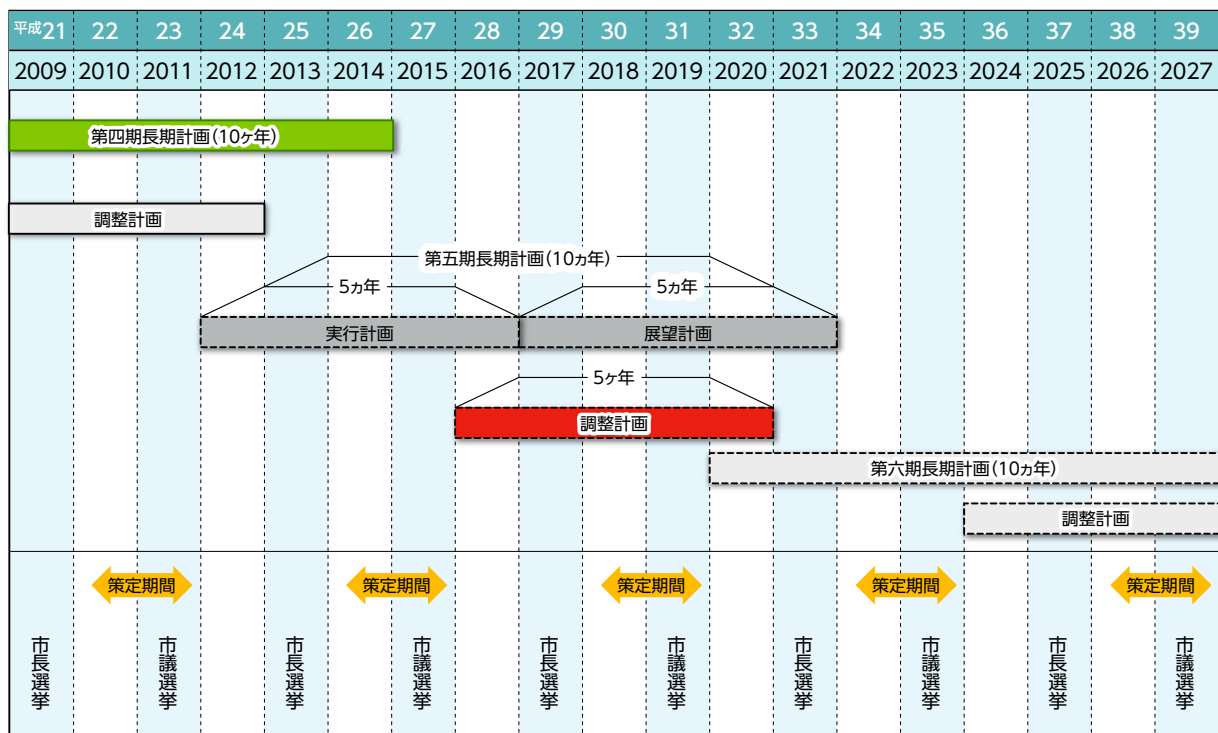 平成21 22 23 24 25 26 27 28 29 30 31 32 33 34 35 36 37 38 39
2009 2010 2011 2012 2013 2014 2015 2016 2017 2018 2019 2020 2021 2022 2023 2024 2025 2026 2027
第四期長期計画(10ヶ年)
調整計画
第五期長期計画(10ヵ年)
5ヵ年 5ヵ年
実行計画 展望計画
5ヶ年
調整計画
第六期長期計画(10ヵ年)
調整計画
策定期間 策定期間 策定期間 策定期間 策定期間
市長選挙
市議選挙
市長選挙
市議選挙
市長選挙
市議選挙
市長選挙
市議選挙
市長選挙
市議選挙